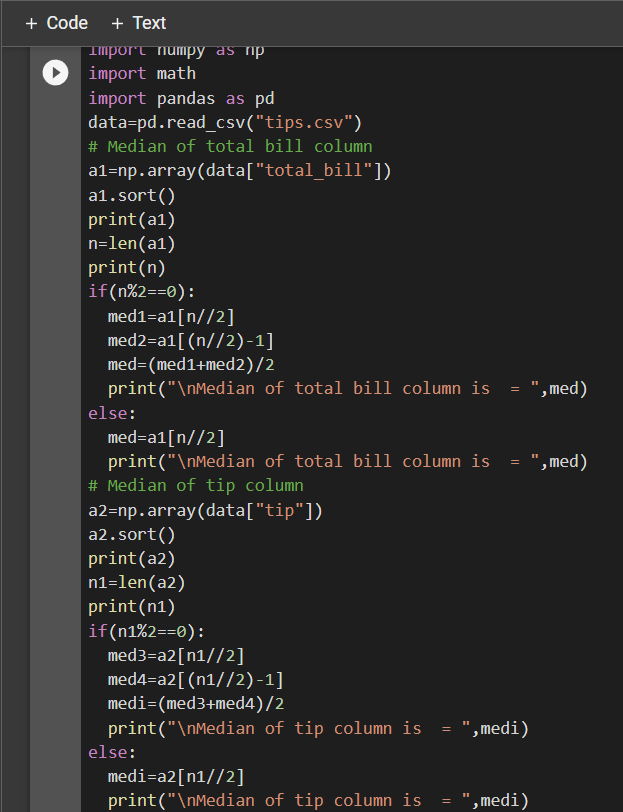 + Code + Text
import numpy as np
import math
import pandas as pd
data=pd.read_csv("tips.csv")
# Median of total bill column
a1=np.array(data["total_bill"])
a1.sort()
print(a1)
n=len(a1)
print(n)
if(n%2==0):
  med1=a1[n//2]
  med2=a1[(n//2)-1]
  med=(med1+med2)/2
  print("\nMedian of total bill column is  = ",med)
else:
  med=a1[n//2]
  print("\nMedian of total bill column is  = ",med)
# Median of tip column
a2=np.array(data["tip"])
a2.sort()
print(a2)
n1=len(a2)
print(n1)
if(n1%2==0):
  med3=a2[n1//2]
  med4=a2[(n1//2)-1]
  medi=(med3+med4)/2
  print("\nMedian of tip column is  = ",medi)
else:
  medi=a2[n1//2]
  print("\nMedian of tip column is  = ",medi)